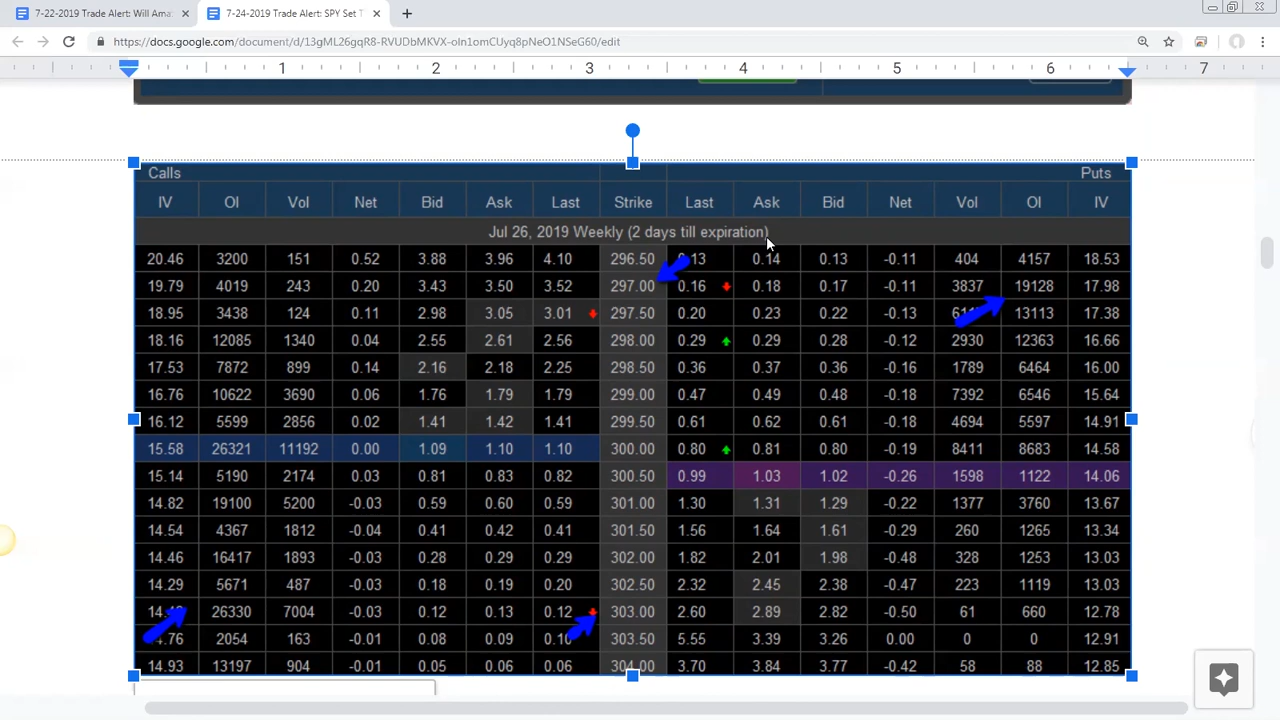 7-22-2019 Trade Alert: Will Ama
7-24-2019 Trade Alert: SPY Set T
https://docs.google.com/document/d/13gML26gqR8-RVUDbMKVX-oln1omCUyq8pNeO1NSeG60/edit
1 2 3 4 5 6 7
Calls Puts
IV OI Vol Net Bid Ask Last Strike Last Ask Bid Net Vol OI IV
Jul 26, 2019 Weekly (2 days till expiration)
20.46 3200 151 0.52 3.88 3.96 4.10 296.50 0.13 0.14 0.13 -0.11 404 4157 18.53
19.79 4019 243 0.20 3.43 3.50 3.52 297.00 0.16 0.18 0.17 -0.11 3837 19128 17.98
18.95 3438 124 0.11 2.98 3.05 3.01 297.50 0.20 0.23 0.22 -0.13 13113 17.38
18.16 12085 1340 0.04 2.55 2.61 2.56 298.00 0.29 0.29 0.28 -0.12 2930 12363 16.66
17.53 7872 899 0.14 2.16 2.18 2.25 298.50 0.36 0.37 0.36 -0.16 1789 6464 16.00
16.76 10622 3690 0.06 1.76 1.79 1.79 299.00 0.47 0.49 0.48 -0.18 7392 6546 15.64
16.12 5599 2856 0.02 1.41 1.42 1.41 299.50 0.61 0.62 0.61 -0.18 4694 5597 14.91
15.58 26321 11192 0.00 1.09 1.10 1.10 300.00 0.80 0.81 0.80 -0.19 8411 8683 14.58
15.14 5190 2174 0.03 0.81 0.83 0.82 300.50 0.99 1.03 1.02 -0.26 1598 1122 14.06
14.82 19100 5200 -0.03 0.59 0.60 0.59 301.00 1.30 1.31 1.29 -0.22 1377 3760 13.67
14.54 4367 1812 -0.04 0.41 0.42 0.41 301.50 1.56 1.64 1.61 -0.29 260 1265 13.34
14.46 16417 1893 -0.03 0.28 0.29 0.29 302.00 1.82 2.01 1.98 -0.48 328 1253 13.03
14.29 5671 487 -0.03 0.18 0.19 0.20 302.50 2.32 2.45 2.38 -0.47 223 1119 13.03
26330 7004 -0.03 0.12 0.13 0.12 303.00 2.60 2.89 2.82 -0.50 61 660 12.78
2054 163 -0.01 0.08 0.09 303.50 5.55 3.39 3.26 0.00 0 0 12.91
14.93 13197 904 -0.01 0.05 0.06 304.00 3.70 3.84 3.77 -0.42 58 88 12.85